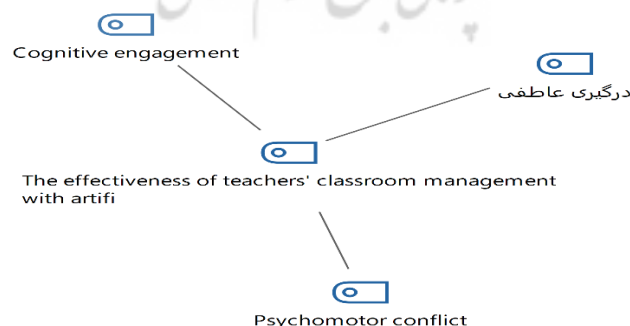 Cognitive engagement
درگیری عاطفی
The effectiveness of teachers' classroom management
with artifi
Psychomotor conflict